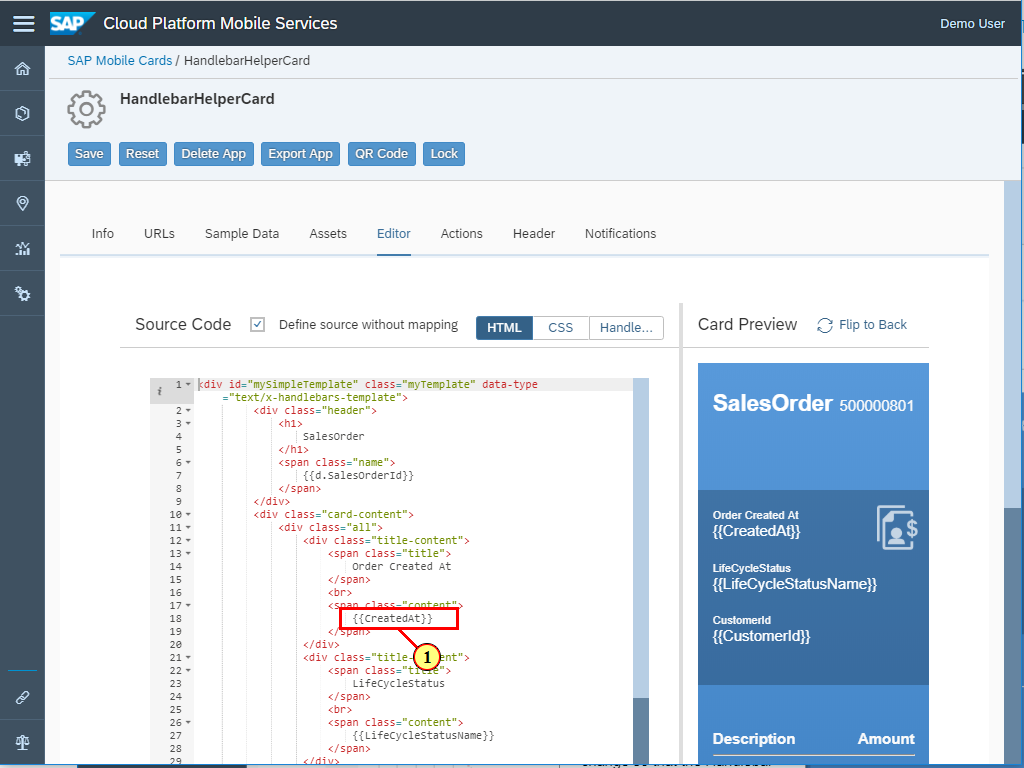 SAP Cloud Platform Mobile Services Demo User
SAP Mobile Cards / HandlebarHelperCard
HandlebarHelperCard
Save Reset Delete App Export App QR Code Lock
Info URLs Sample Data Assets Editor Actions Header Notifications
Source Code Define source without mapping HTML CSS Handle... Card Preview Flip to Back
i 1 <div id="mySimpleTemplate" class="myTemplate" data-type
="text/x-handlebars-template">
2 <div class="header">
3 <h1>
4 SalesOrder
5 </h1>
6 <span class="name">
7 {{d.SalesOrderId}}
8 </span>
9 </div>
10 <div class="card-content">
11 <div class="all">
12 <div class="title-content">
13 <span class="title">
14 Order Created At
15 </span>
16 <br>
17 <span class="content">
18 {{CreatedAt}}
19 </span>
20 </div>
1
21 <div class="title- ent">
22 <span class="title">
23 LifeCycleStatus
24 </span>
25 <br>
26 <span class="content">
27 {{LifeCycleStatusName}}
28 </span>
29 </div>
SalesOrder 500000801
Order Created At
{{CreatedAt}}
$
LifeCycleStatus
{{LifeCycleStatusName}}
CustomerId
{{CustomerId}}
Description Amount